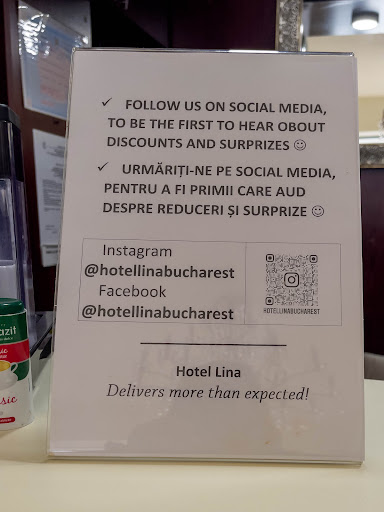 ✓ FOLLOW US ON SOCIAL MEDIA,
TO BE THE FIRST TO HEAR OBOUT
DISCOUNTS AND SURPRIZES ☺
✓ URMĂRIȚI-NE PE SOCIAL MEDIA,
PENTRU A FI PRIMII CARE AUD
DESPRE REDUCERI ȘI SURPRIZE ☺
Instagram
@hotellinabucharest
Facebook
@hotellinabucharest
HOTELLINABUCHAREST
Hotel Lina
Delivers more than expected!
azit
sic